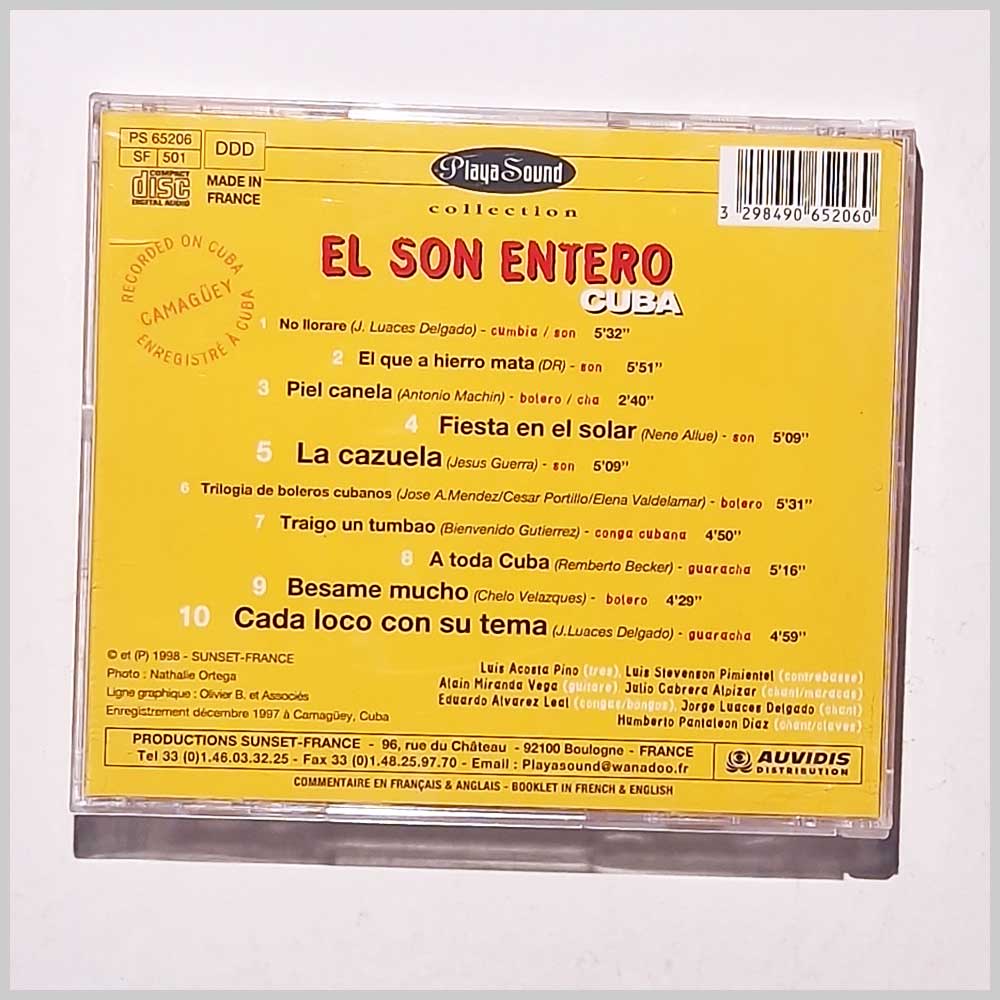 PS 65206
SF 501
DDD
COMPACT
disc
DIGITAL AUDIO
MADE IN
FRANCE
Playa Sound
collection
3 298490 652060
RECORDED ON CUBA
CAMAGÜEY
ENREGISTRÉ À CUBA
EL SON ENTERO
CUBA
1 No llorare (J. Luaces Delgado) - cumbia / son 5'32"
2 El que a hierro mata (DR) - son 5'51"
3 Piel canela (Antonio Machin) - bolero / cha 2'40"
4 Fiesta en el solar (Nene Allue) - son 5'09"
5 La cazuela (Jesus Guerra) - son 5'09"
6 Trilogia de boleros cubanos (Jose A.Mendez/Cesar Portillo/Elena Valdelamar) - bolero 5'31"
7 Traigo un tumbao (Bienvenido Gutierrez) - conga cubana 4'50"
8 A toda Cuba (Remberto Becker) - guaracha 5'16"
9 Besame mucho (Chelo Velazques) - bolero 4'29"
10 Cada loco con su tema (J.Luaces Delgado) - guaracha 4'59"
© et (P) 1998 - SUNSET-FRANCE
Photo : Nathalie Ortega
Ligne graphique : Olivier B. et Associés
Enregistrement décembre 1997 à Camagüey, Cuba
Luis Acosta Pino (tres), Luis Stevenson Pimientel (contrebasse)
Alain Miranda Vega (guitare), Julio Cabrera Alpizar (chant/maracas)
Eduardo Alvarez Leal (congas/bongos), Jorge Luaces Delgado (chant)
Humberto Pantaleon Diaz (chant/claves)
PRODUCTIONS SUNSET-FRANCE - 96, rue du Château - 92100 Boulogne - FRANCE
Tel 33 (0)1.46.03.32.25 - Fax 33 (0)1.48.25.97.70 - Email : Playasound@wanadoo.fr
AUVIDIS
DISTRIBUTION
COMMENTAIRE EN FRANÇAIS & ANGLAIS - BOOKLET IN FRENCH & ENGLISH